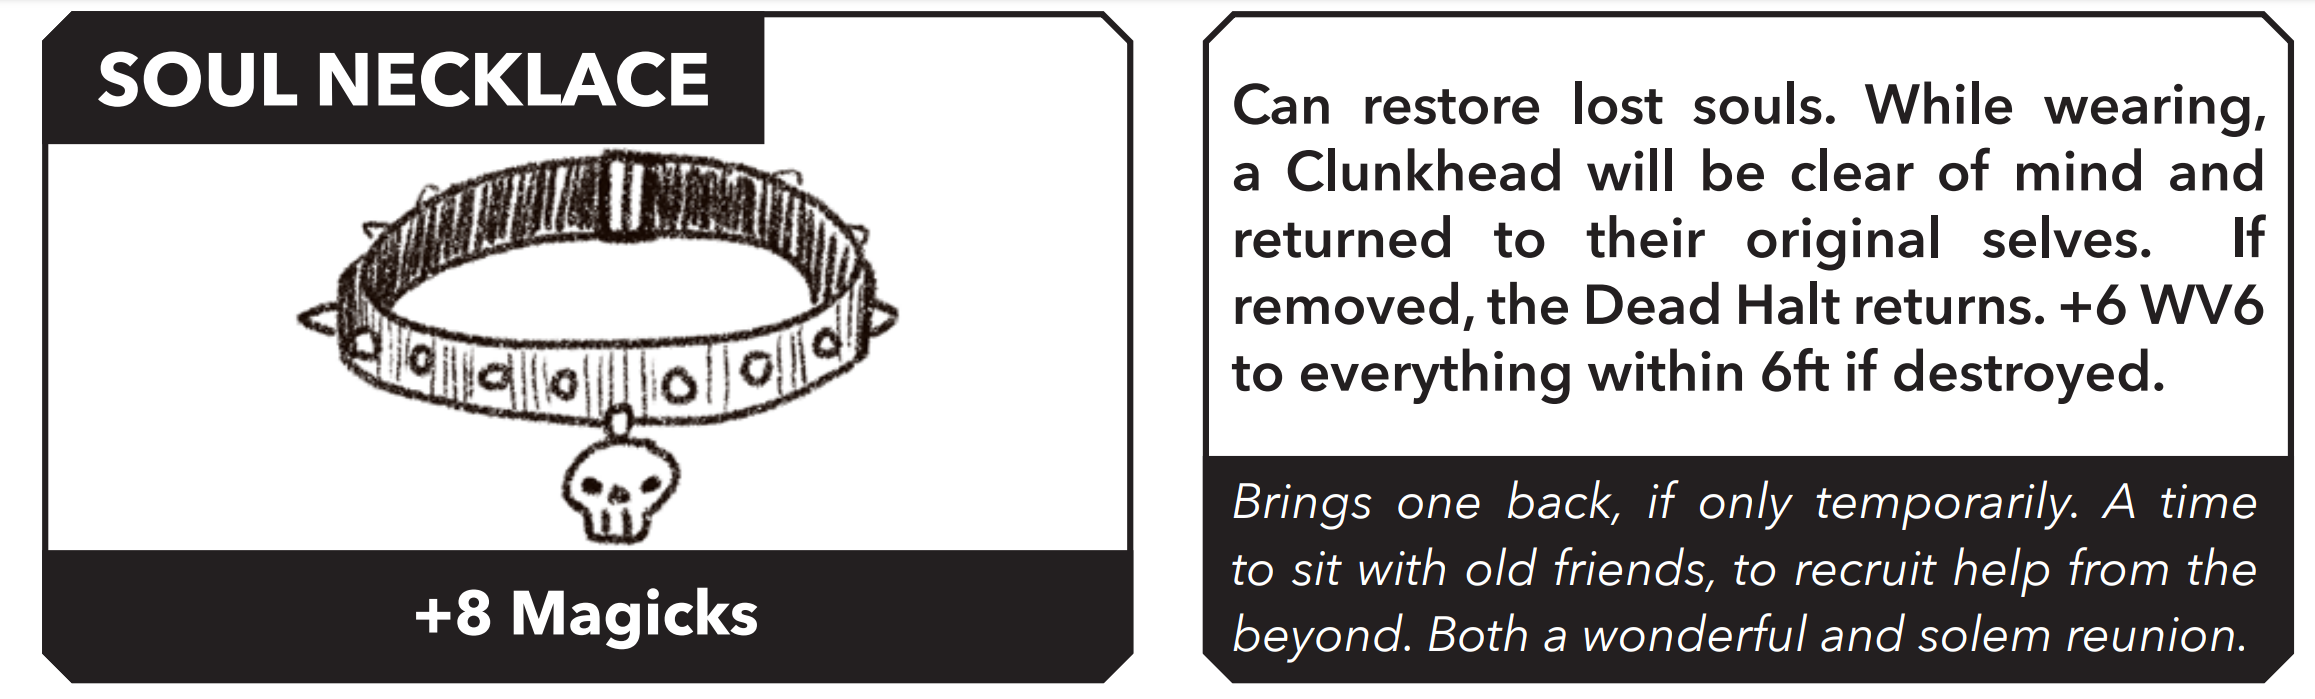 SOUL NECKLACE
+8 Magicks
Can restore lost souls. While wearing,
a Clunkhead will be clear of mind and
returned to their original selves. If
removed, the Dead Halt returns. +6 WV6
to everything within 6ft if destroyed.
Brings one back, if only temporarily. A time
to sit with old friends, to recruit help from the
beyond. Both a wonderful and solem reunion.